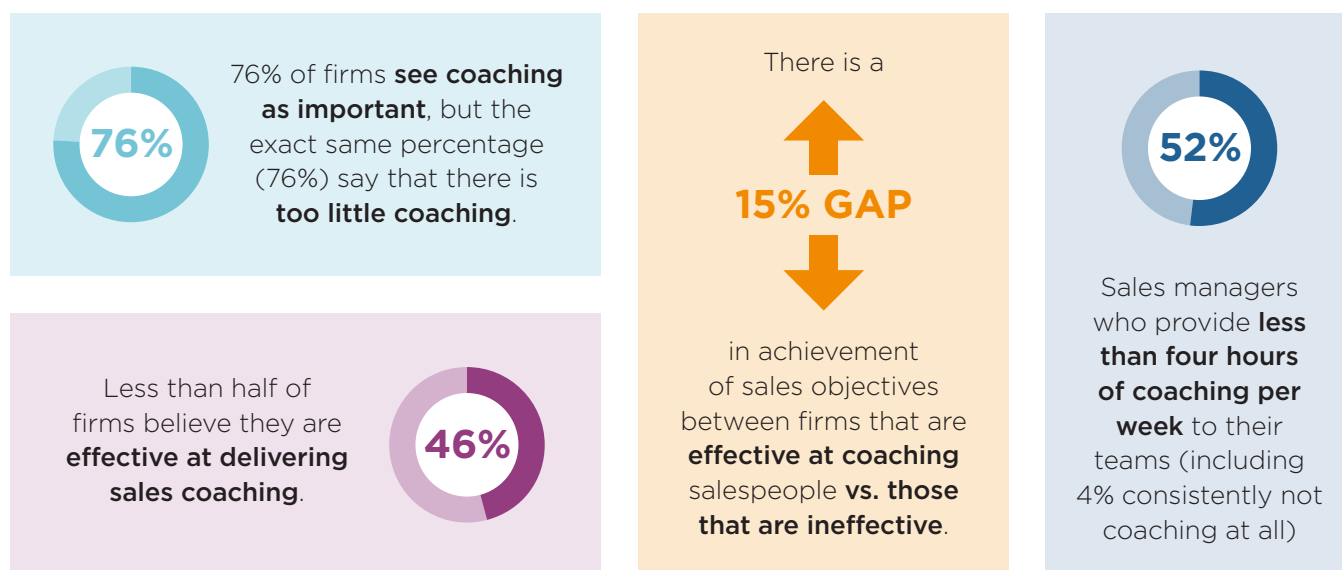 76%
76% of firms see coaching
as important, but the
exact same percentage
(76%) say that there is
too little coaching.
Less than half of
firms believe they are
effective at delivering
sales coaching.
46%
There is a
15% GAP
in achievement
of sales objectives
between firms that are
effective at coaching
salespeople vs. those
that are ineffective.
52%
Sales managers
who provide less
than four hours
of coaching per
week to their
teams (including
4% consistently not
coaching at all)